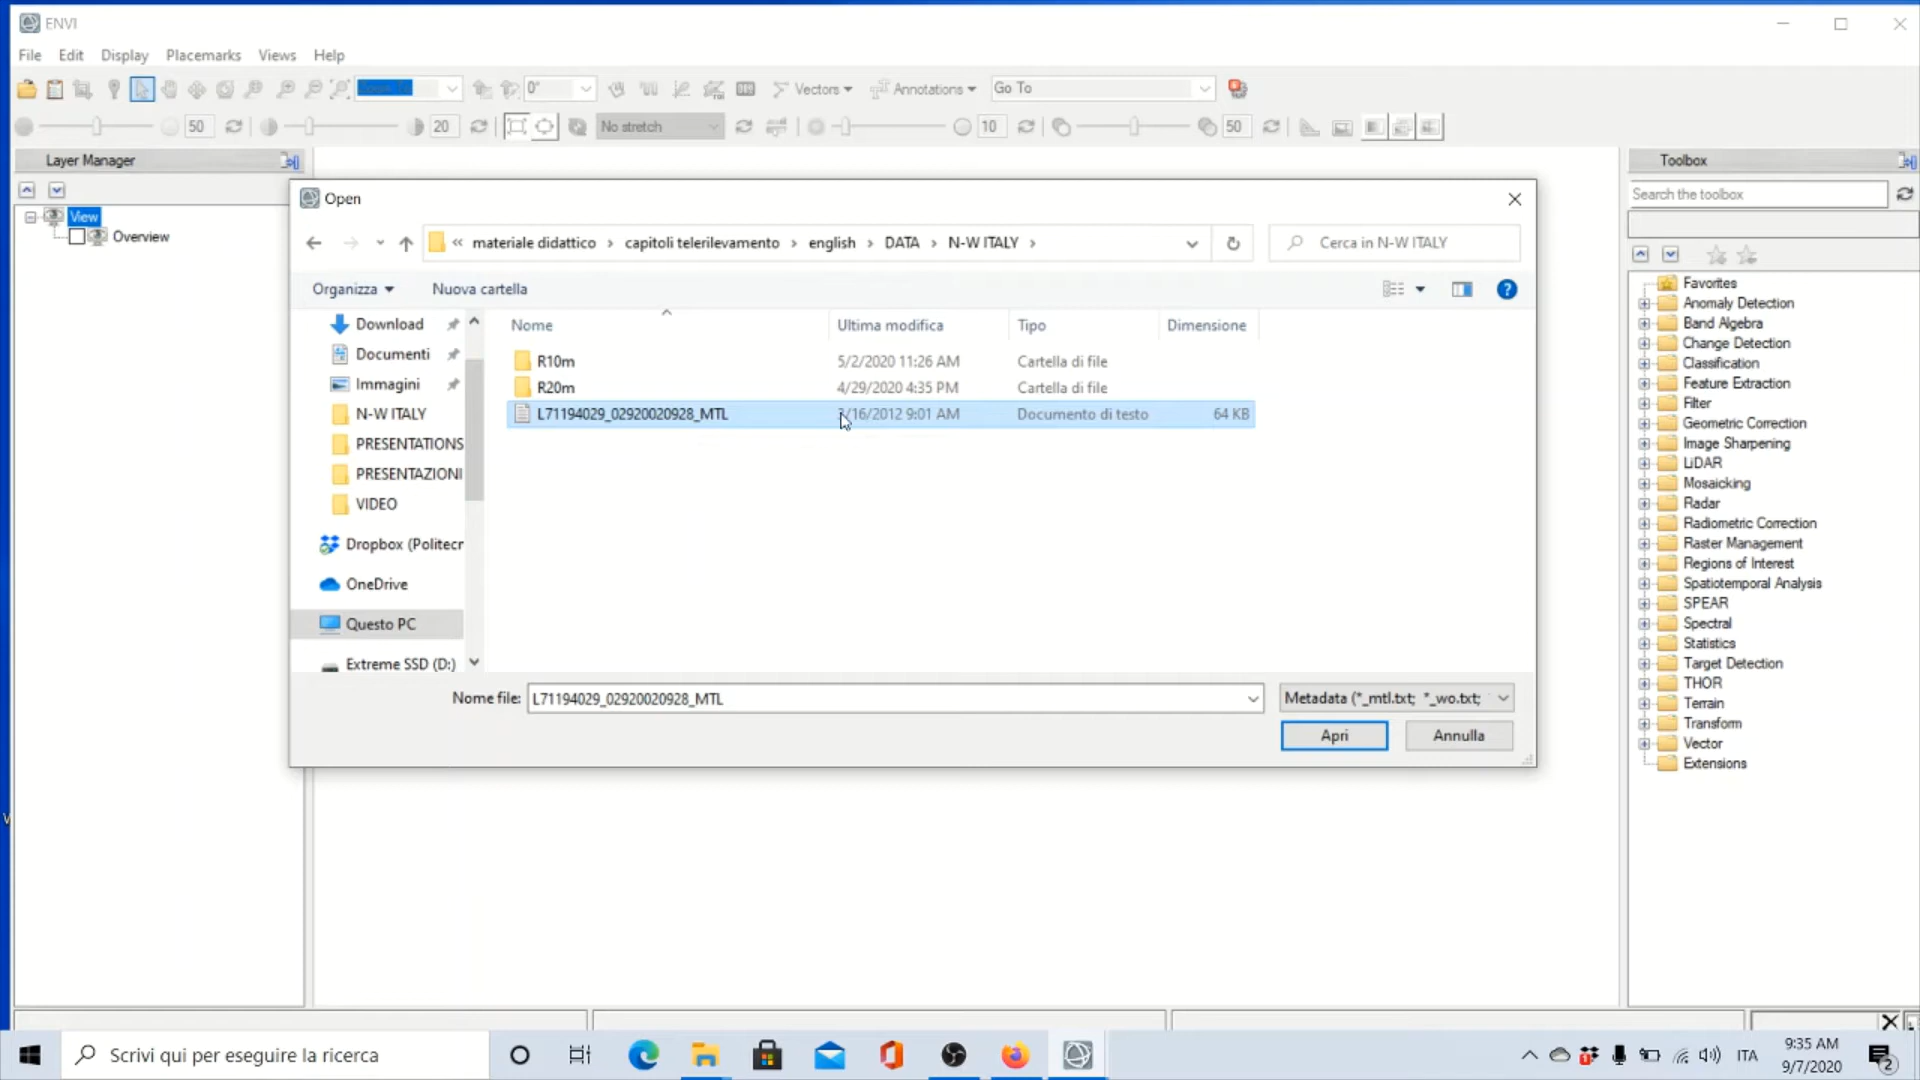 ENVI
File Edit Display Placemarks Views Help
0° Vectors Annotations Go To
50 20 No stretch 10 50
Layer Manager
View
Overview
Open
« materiale didattico › capitoli telerilevamento › english › DATA › N-W ITALY ›
Cerca in N-W ITALY
Organizza Nuova cartella
Download
Documenti
Immagini
N-W ITALY
PRESENTATIONS
PRESENTAZIONI
VIDEO
Dropbox (Politecr
OneDrive
Questo PC
Extreme SSD (D:)
Nome Ultima modifica Tipo Dimensione
R10m 5/2/2020 11:26 AM Cartella di file
R20m 4/29/2020 4:35 PM Cartella di file
L71194029_02920020928_MTL /16/2012 9:01 AM Documento di testo 64 KB
Nome file: L71194029_02920020928_MTL Metadata (*_mtl.txt; *_wo.txt;
Apri Annulla
Toolbox
Search the toolbox
Favorites
Anomaly Detection
Band Algebra
Change Detection
Classification
Feature Extraction
Filter
Geometric Correction
Image Sharpening
LiDAR
Mosaicking
Radar
Radiometric Correction
Raster Management
Regions of Interest
Spatiotemporal Analysis
SPEAR
Spectral
Statistics
Target Detection
THOR
Terrain
Transform
Vector
Extensions
Scrivi qui per eseguire la ricerca
ITA
9:35 AM
9/7/2020
2